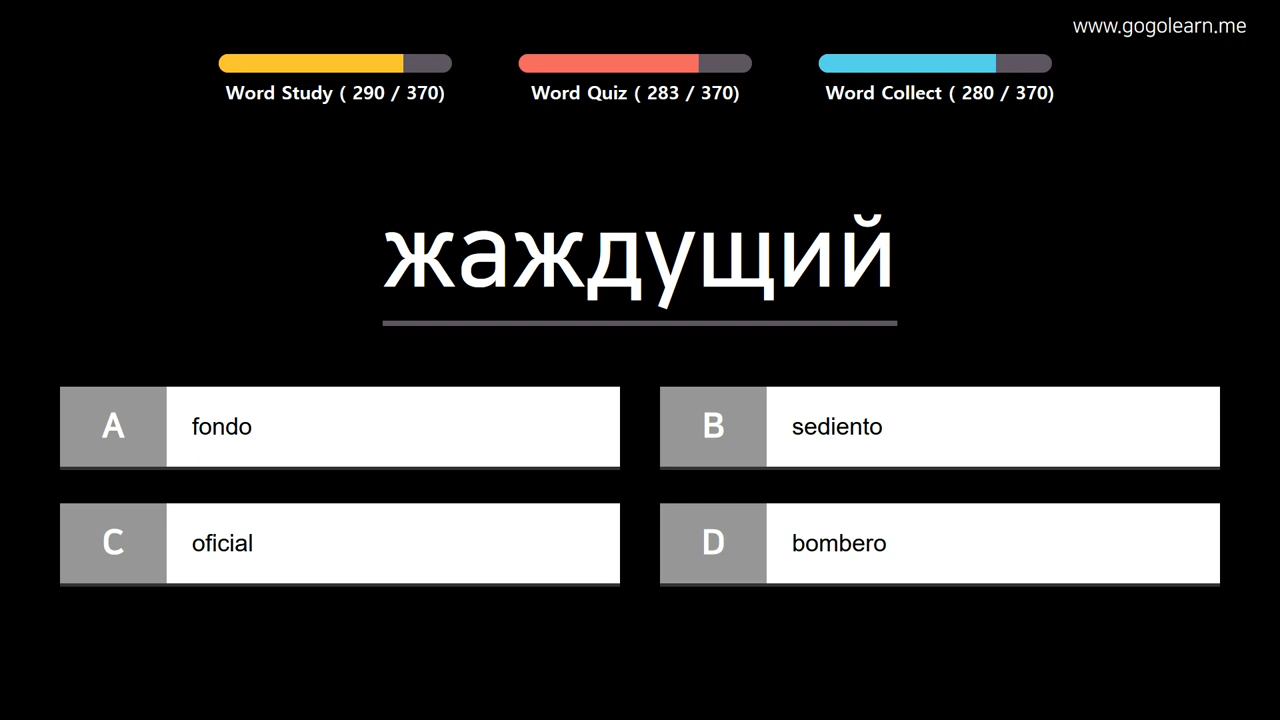 www.gogolearn.me
Word Study ( 290 / 370)
Word Quiz ( 283 / 370)
Word Collect ( 280 / 370)
жаждущий
A fondo
B sediento
C oficial
D bombero